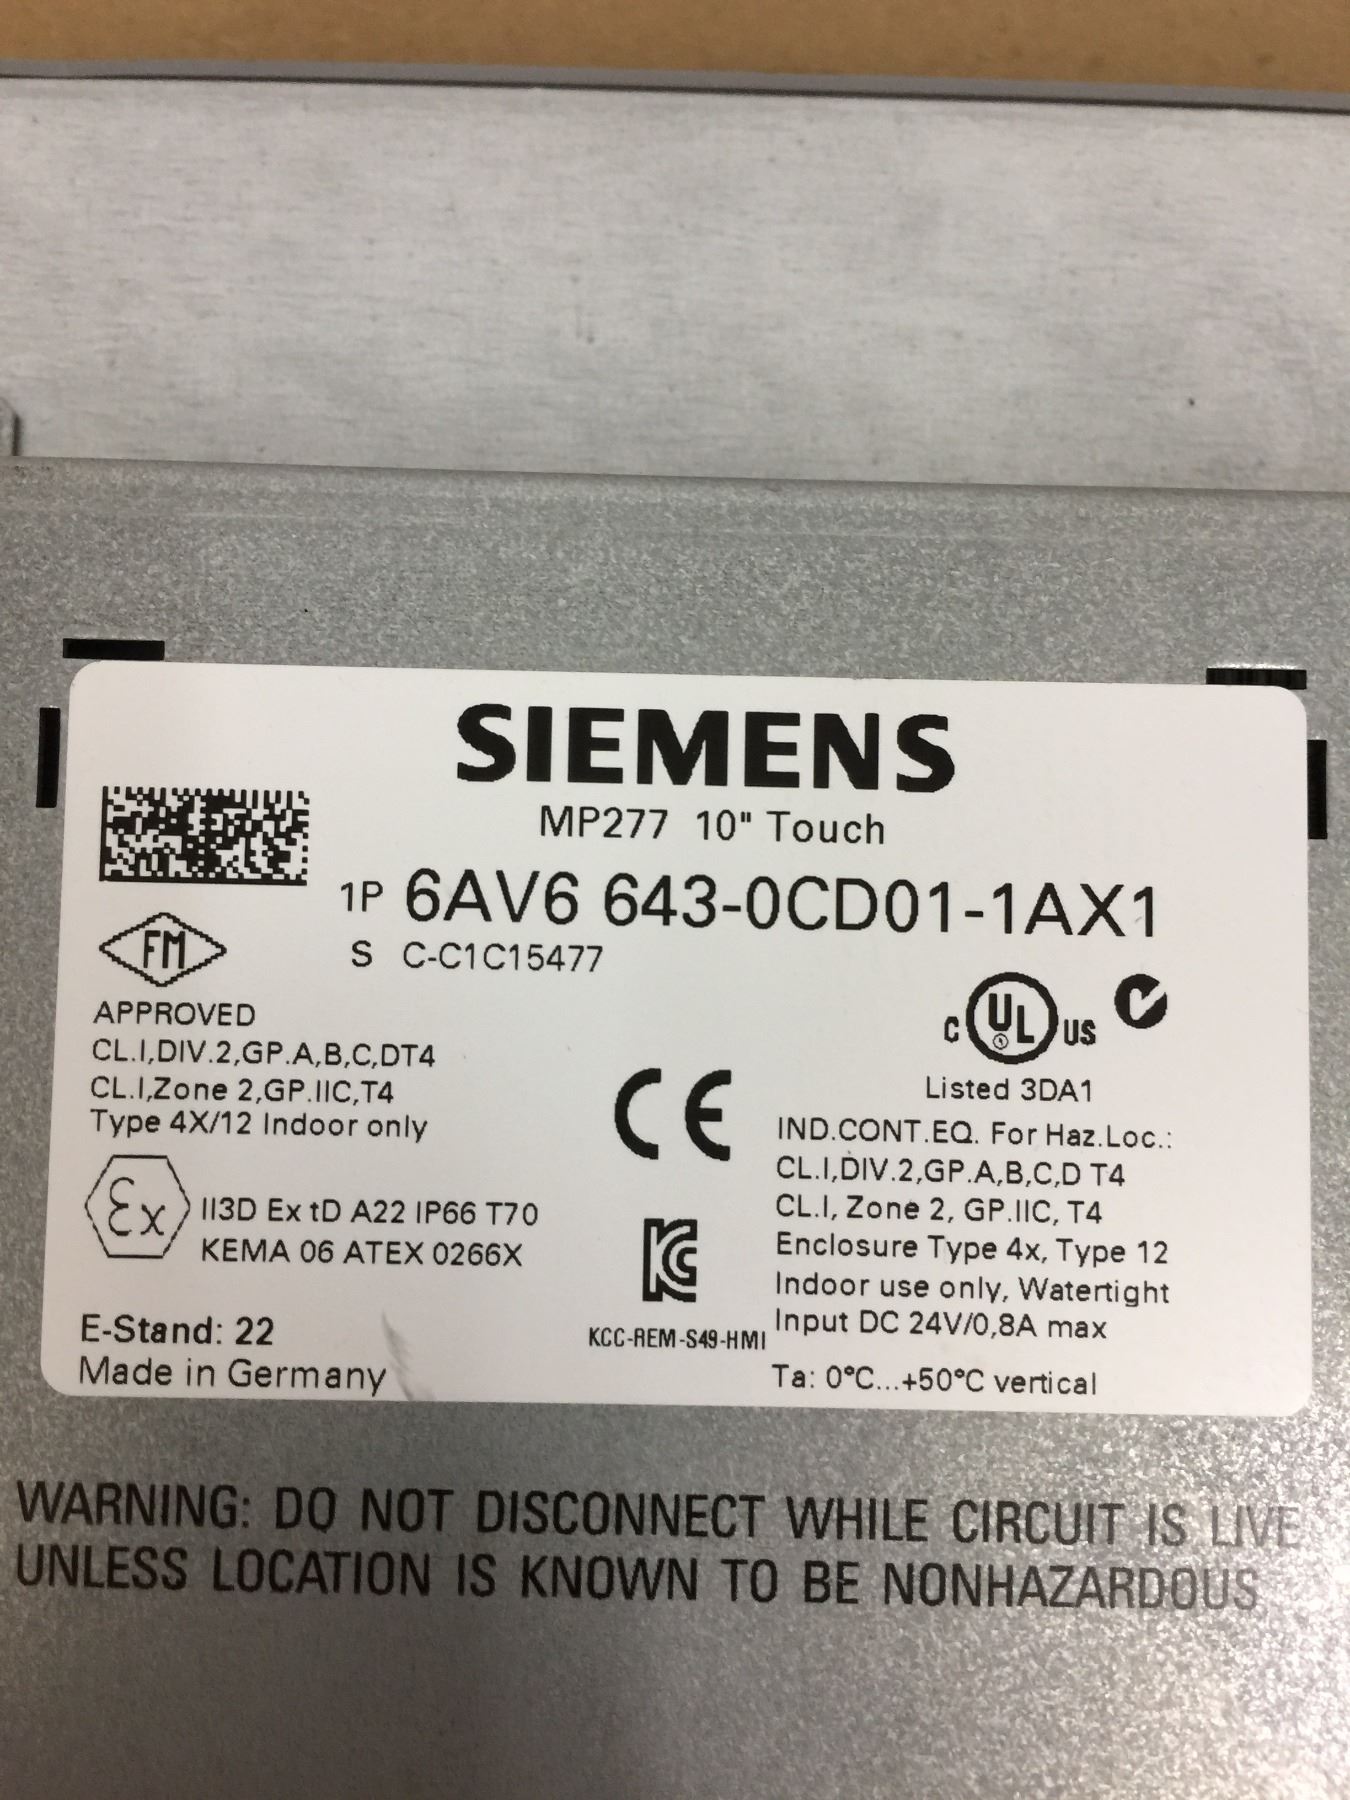 SIEMENS
MP277 10" Touch
1P 6AV6 643-0CD01-1AX1
S C-C1C15477
FM
APPROVED
CL.I,DIV.2,GP.A,B,C,DT4
CL.I,Zone 2,GP.IIC,T4
Type 4X/12 Indoor only
Ex II3D Ex tD A22 IP66 T70
KEMA 06 ATEX 0266X
E-Stand: 22
Made in Germany
CE
KC
KCC-REM-S49-HMI
C UL US
Listed 3DA1
IND.CONT.EQ. For Haz.Loc.:
CL.I,DIV.2,GP.A,B,C,D T4
CL.I, Zone 2, GP.IIC, T4
Enclosure Type 4x, Type 12
Indoor use only, Watertight
Input DC 24V/0,8A max
Ta: 0°C...+50°C vertical
WARNING: DO NOT DISCONNECT WHILE CIRCUIT IS LIVE
UNLESS LOCATION IS KNOWN TO BE NONHAZARDOUS